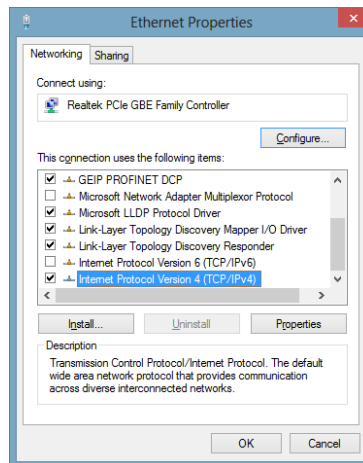 Ethernet Properties
Networking
Sharing
Connect using:
Realtek PCIe GBE Family Controller
Configure...
This connection uses the following items:
GEIP PROFINET DCP
Microsoft Network Adapter Multiplexor Protocol
Microsoft LLDP Protocol Driver
Link-Layer Topology Discovery Mapper I/O Driver
Link-Layer Topology Discovery Responder
Internet Protocol Version 6 (TCP/IPv6)
Internet Protocol Version 4 (TCP/IPv4)
Install...
Uninstall
Properties
Description
Transmission Control Protocol/Internet Protocol. The default
wide area network protocol that provides communication
across diverse interconnected networks.
OK
Cancel